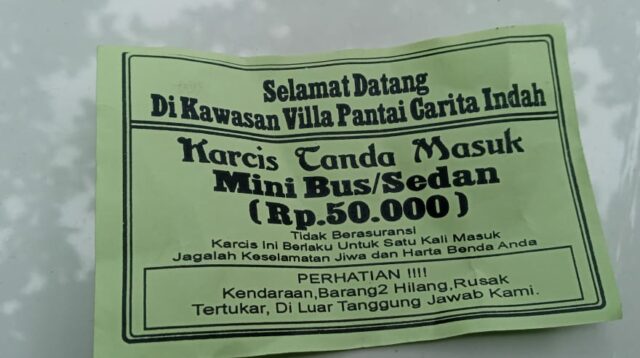 Selamat Datang
Di Kawasan Villa Pantai Carita Indah
Karcis Tanda Masuk
Mini Bus/Sedan
(Rp.50.000)
Tidak Berasuransi
Karcis Ini Berlaku Untuk Satu Kali Masuk
Jagalah Keselamatan Jiwa dan Harta Benda Anda
PERHATIAN !!!!
Kendaraan,Barang2 Hilang,Rusak
Tertukar, Di Luar Tanggung Jawab Kami.